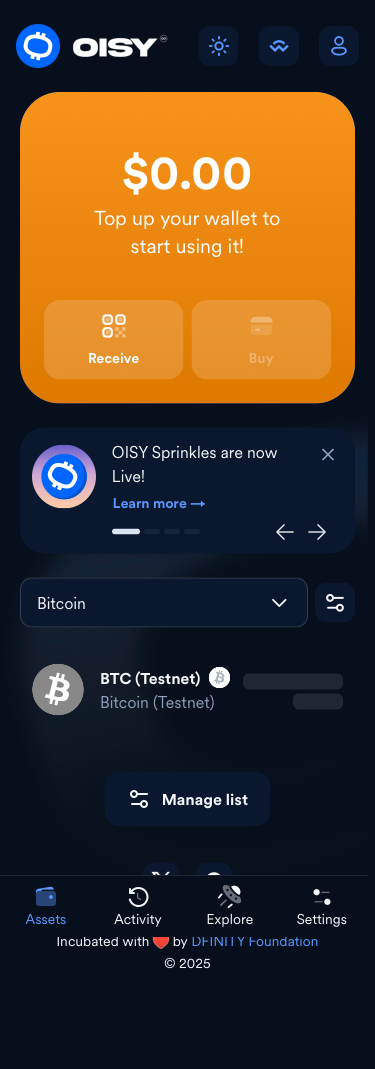 OISY
$0.00
Top up your wallet to
start using it!
Receive
Buy
OISY Sprinkles are now
Live!
Learn more →
Bitcoin
BTC (Testnet)
Bitcoin (Testnet)
Manage list
Assets
Activity
Explore
Settings
Incubated with ❤️ by DFINITY Foundation
© 2025